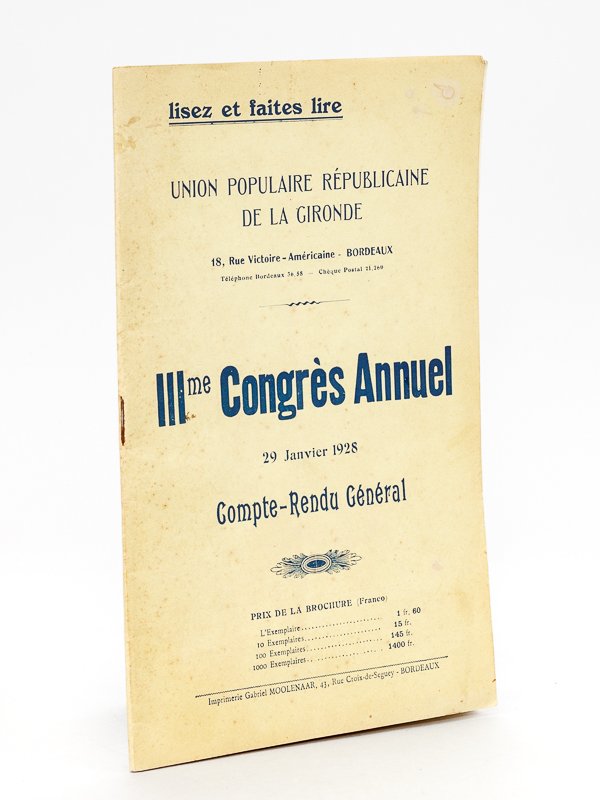 lisez et faites lire
UNION POPULAIRE RÉPUBLICAINE
DE LA GIRONDE
18, Rue Victoire-Américaine - BORDEAUX
Téléphone Bordeaux 36.88 — Chèque Postal 21,260
IIIme Congrès Annuel
29 Janvier 1928
Compte-Rendu Général
PRIX DE LA BROCHURE (Franco)
L'Exemplaire........................ 1 fr. 60
10 Exemplaires........................ 15 fr.
100 Exemplaires........................ 145 fr.
1000 Exemplaires........................ 1400 fr.
Imprimerie Gabriel MOOLENAAR, 43, Rue Croix-de-Seguey - BORDEAUX